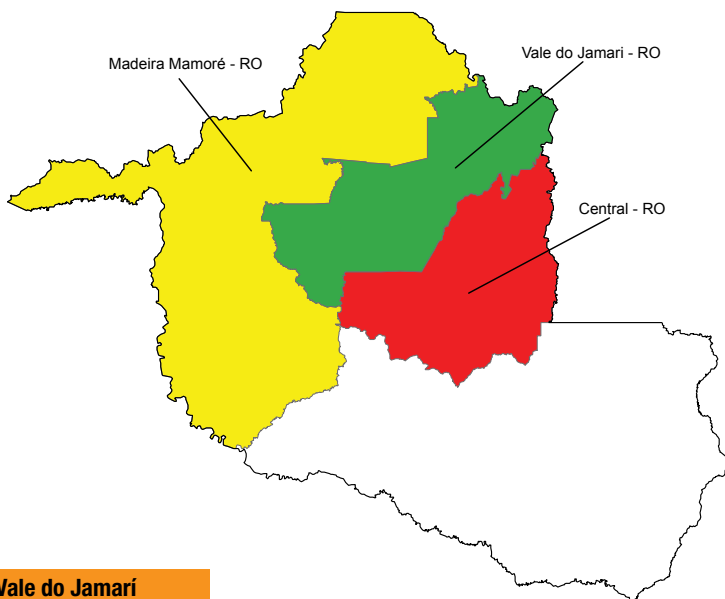 Vale do Jamari - RO
Madeira Mamoré - RO
Central - RO
Vale do Jamarí